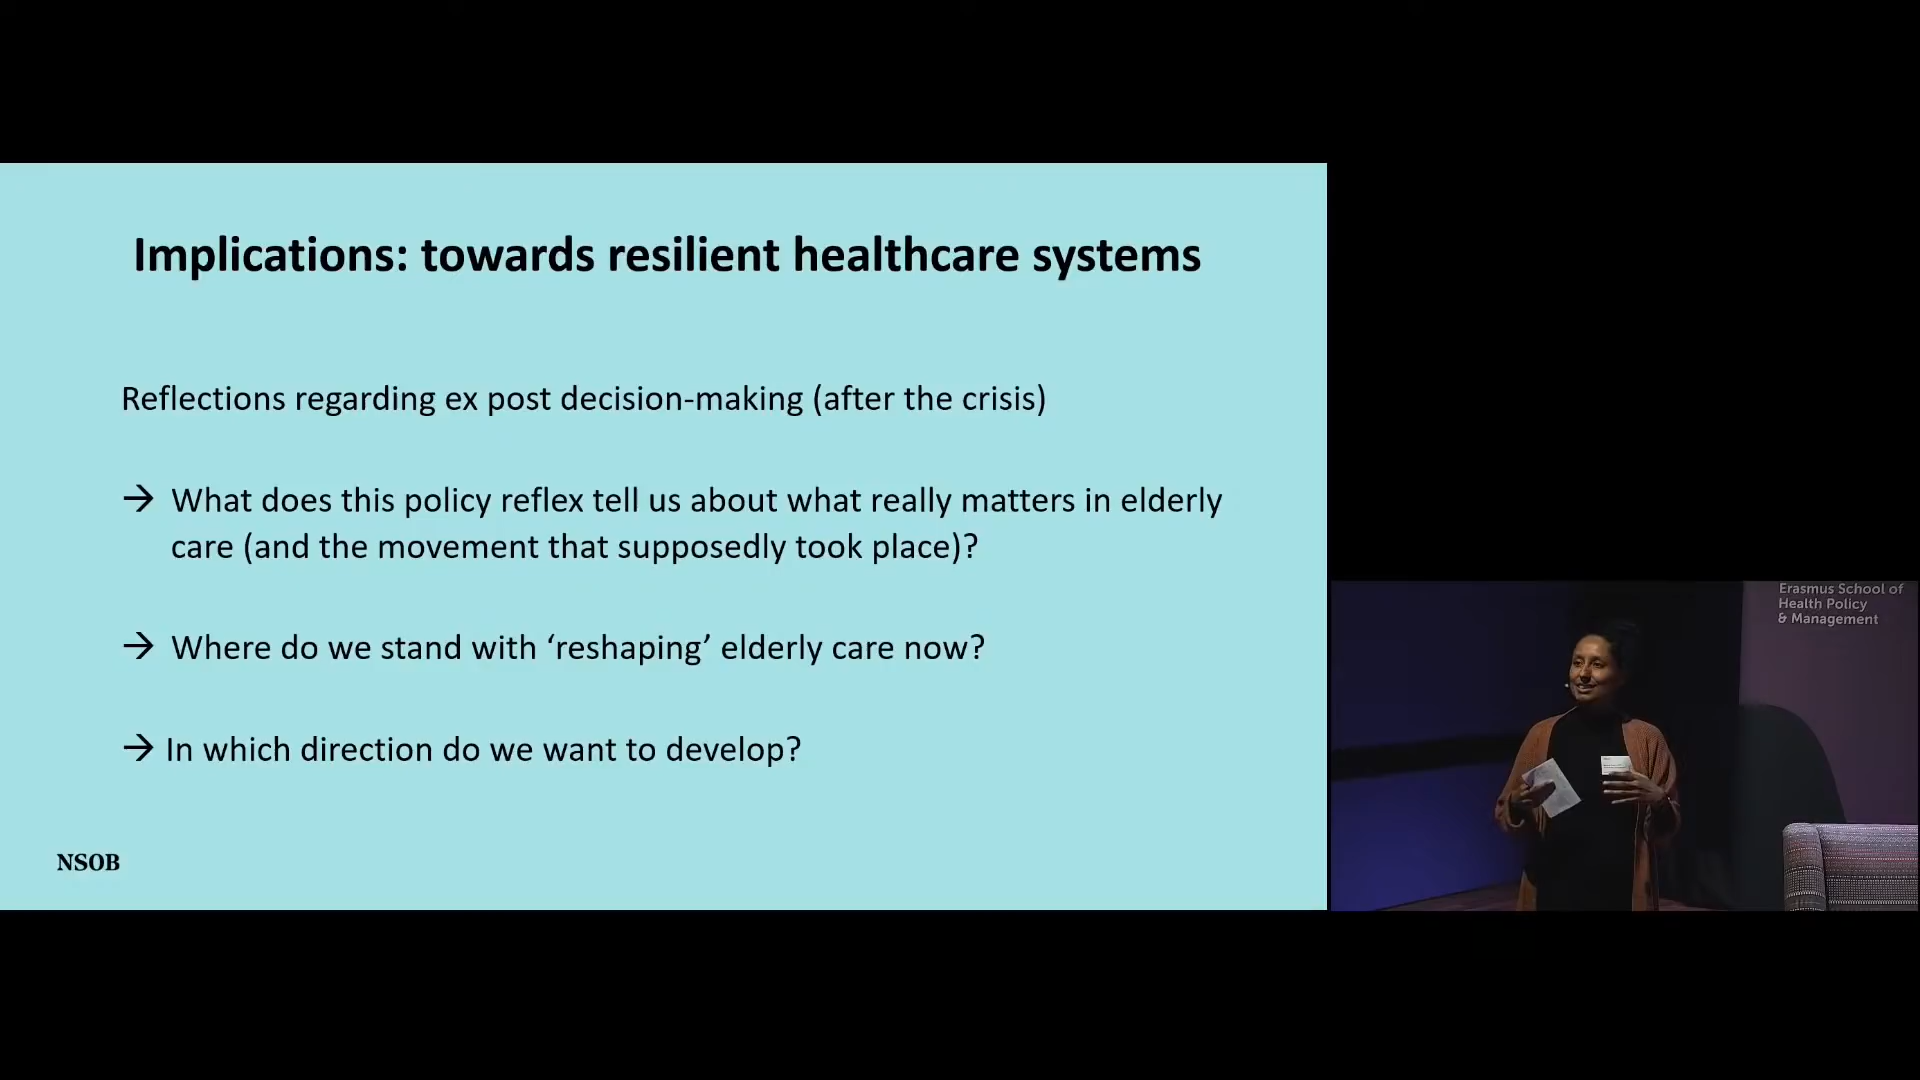 Implications: towards resilient healthcare systems
Reflections regarding ex post decision-making (after the crisis)
→ What does this policy reflex tell us about what really matters in elderly
care (and the movement that supposedly took place)?
→ Where do we stand with ‘reshaping’ elderly care now?
→ In which direction do we want to develop?
NSOB
Erasmus School of
Health Policy
& Management